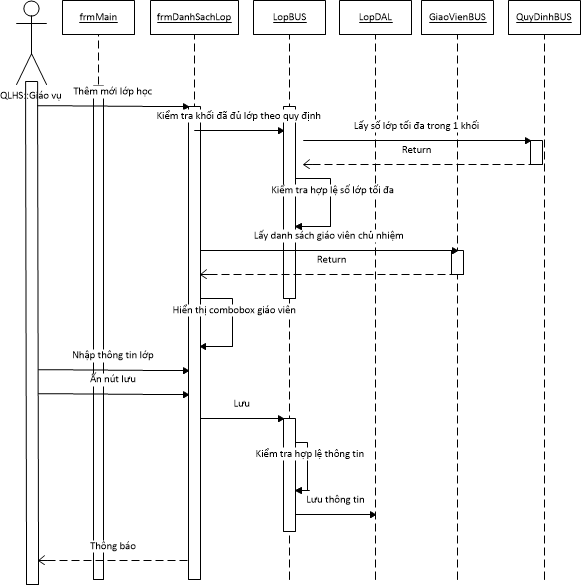 frmMain
frmDanhSachLop
LopBUS
LopDAL
GiaoVienBUS
QuyDinhBUS
QLHS::Giáo vụ
Thêm mới lớp học
Kiểm tra khối đã đủ lớp theo quy định
Lấy số lớp tối đa trong 1 khối
Return
Kiểm tra hợp lệ số lớp tối đa
Lấy danh sách giáo viên chủ nhiệm
Return
Hiển thị combobox giáo viên
Nhập thông tin lớp
Ấn nút lưu
Lưu
Kiểm tra hợp lệ thông tin
Lưu thông tin
Thông báo